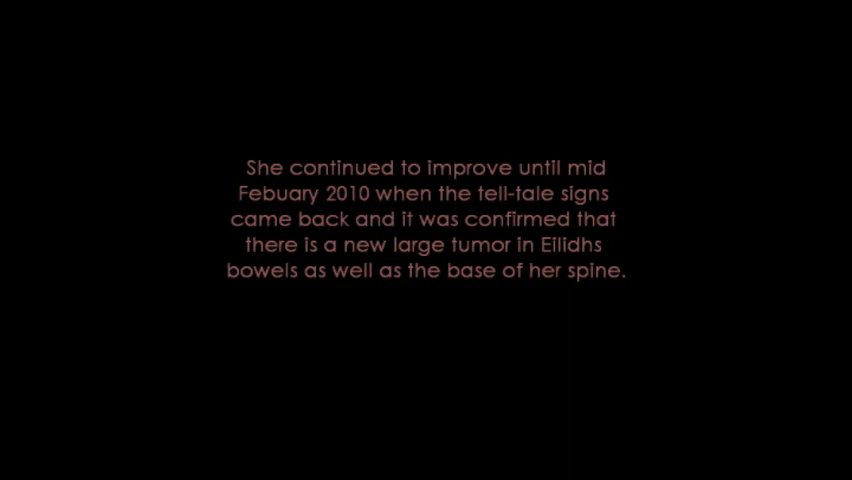 She continued to improve until mid
Febuary 2010 when the tell-tale signs
came back and it was confirmed that
there is a new large tumor in Eilidhs
bowels as well as the base of her spine.